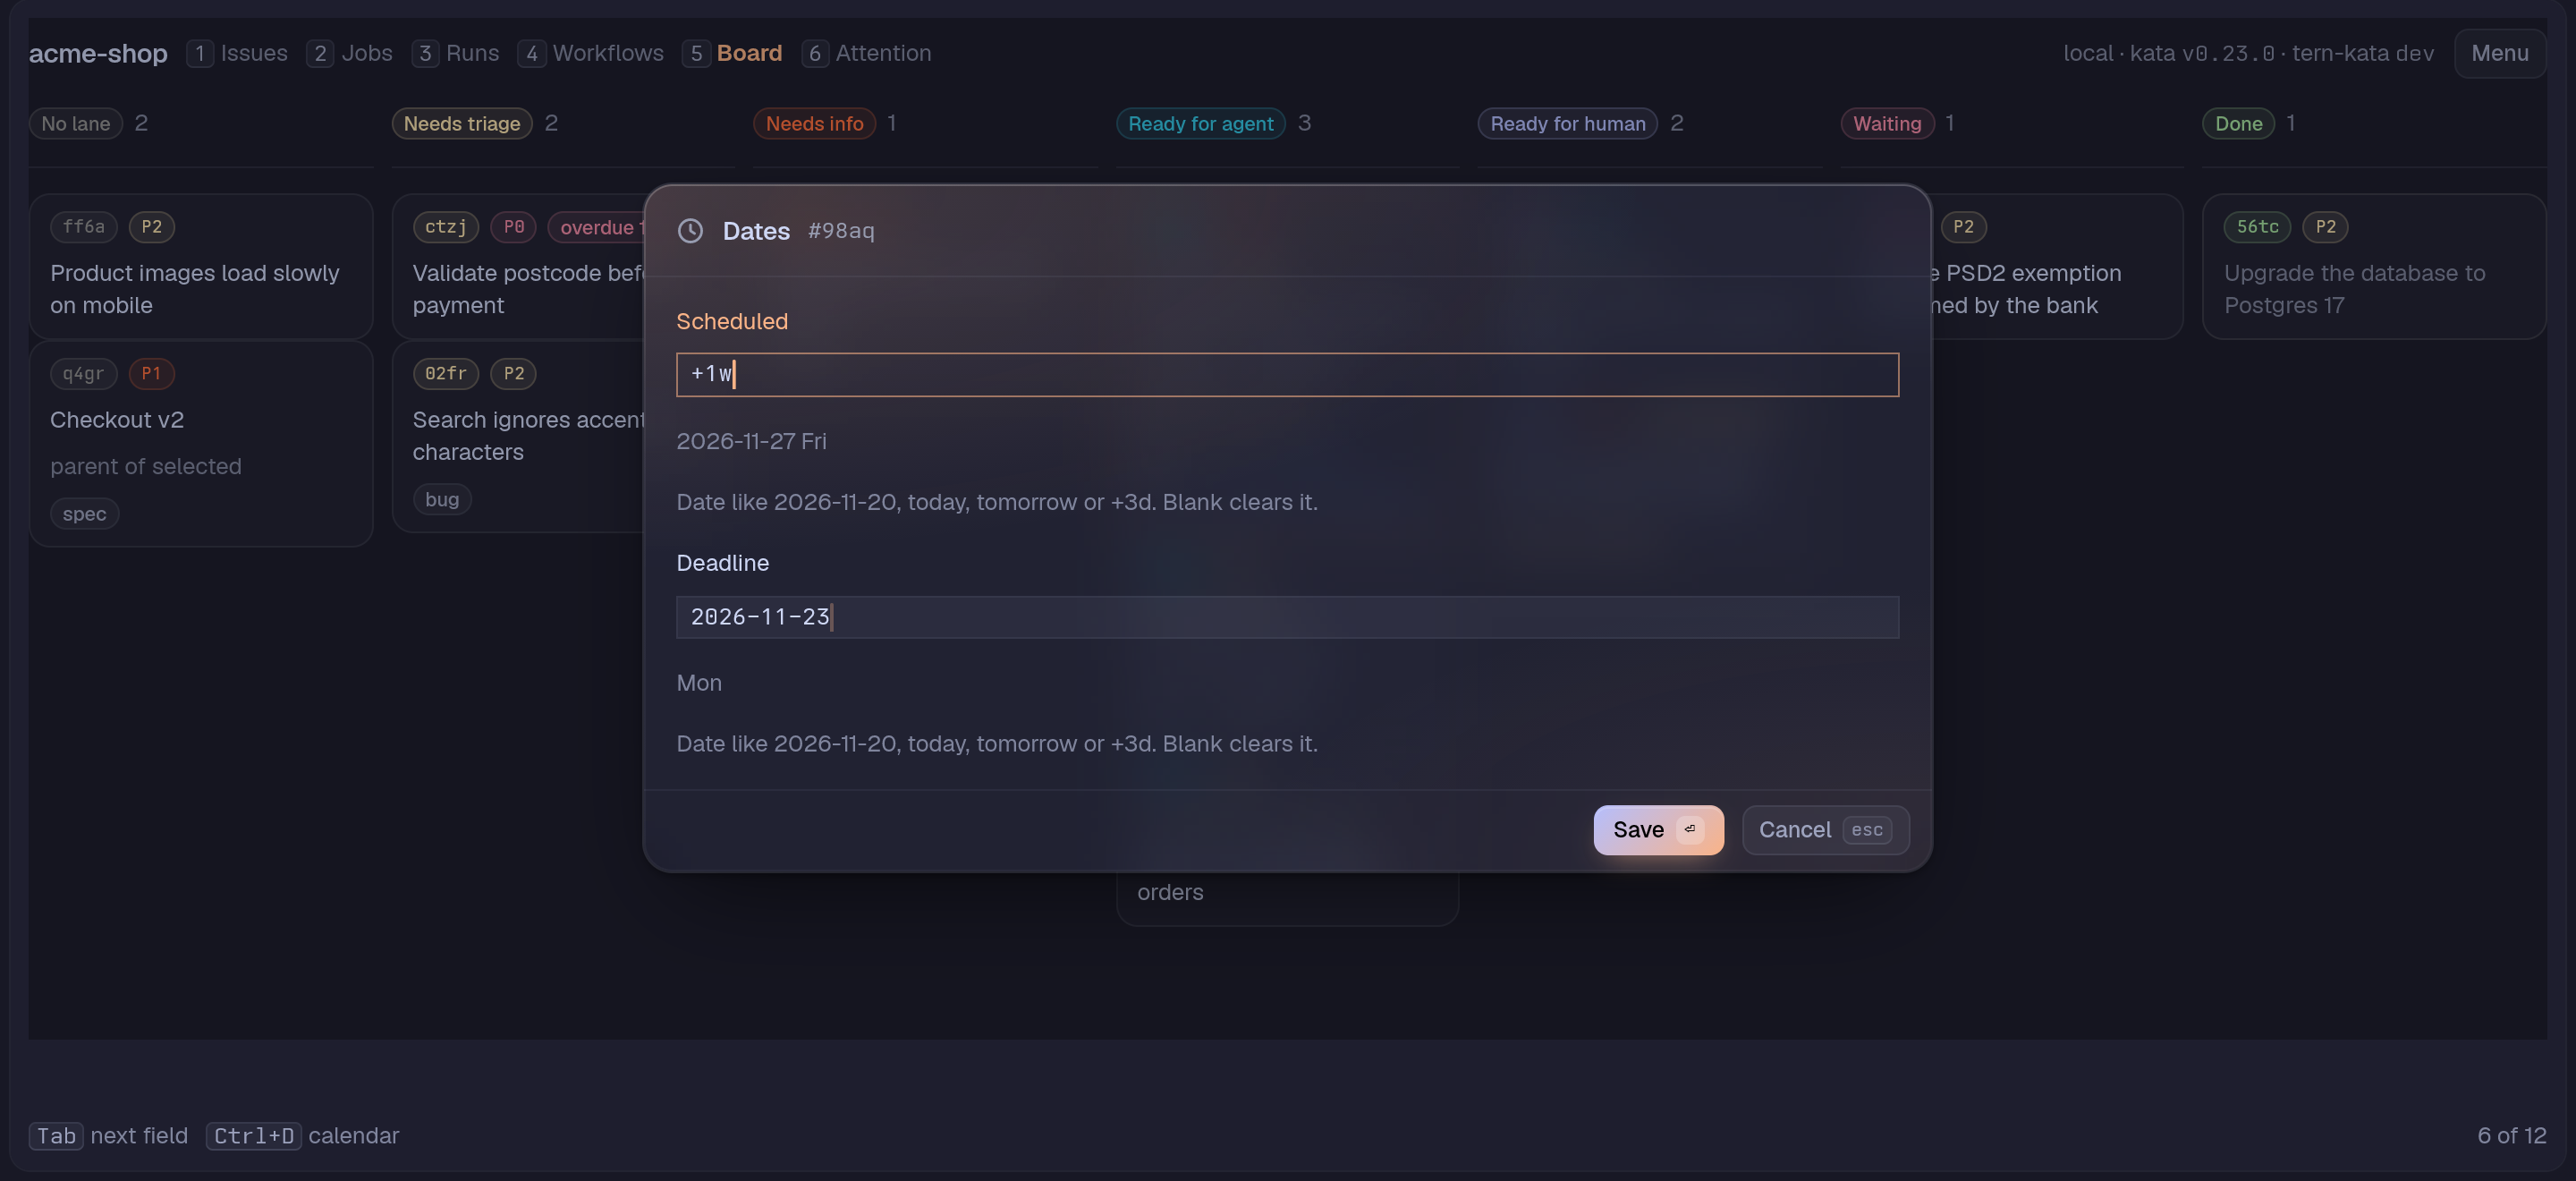 acme-shop 1 Issues 2 Jobs 3 Runs 4 Workflows 5 Board 6 Attention local · kata v0.23.0 · tern-kata dev Menu
No lane 2 Needs triage 2 Needs info 1 Ready for agent 3 Ready for human 2 Waiting 1 Done 1
ff6a P2
Product images load slowly
on mobile
q4gr P1
Checkout v2
parent of selected
spec
ctzj P0 overdue
Validate postcode
payment
02fr P2
Search ignores
characters
bug
Dates #98aq
Scheduled
+1w
2026-11-27 Fri
Date like 2026-11-20, today, tomorrow or +3d. Blank clears it.
Deadline
2026-11-23
Mon
Date like 2026-11-20, today, tomorrow or +3d. Blank clears it.
Save ⏎ Cancel esc
orders
P2
PSD2 exemption
by the bank
56tc P2
Upgrade the database to
Postgres 17
Tab next field Ctrl+D calendar 6 of 12